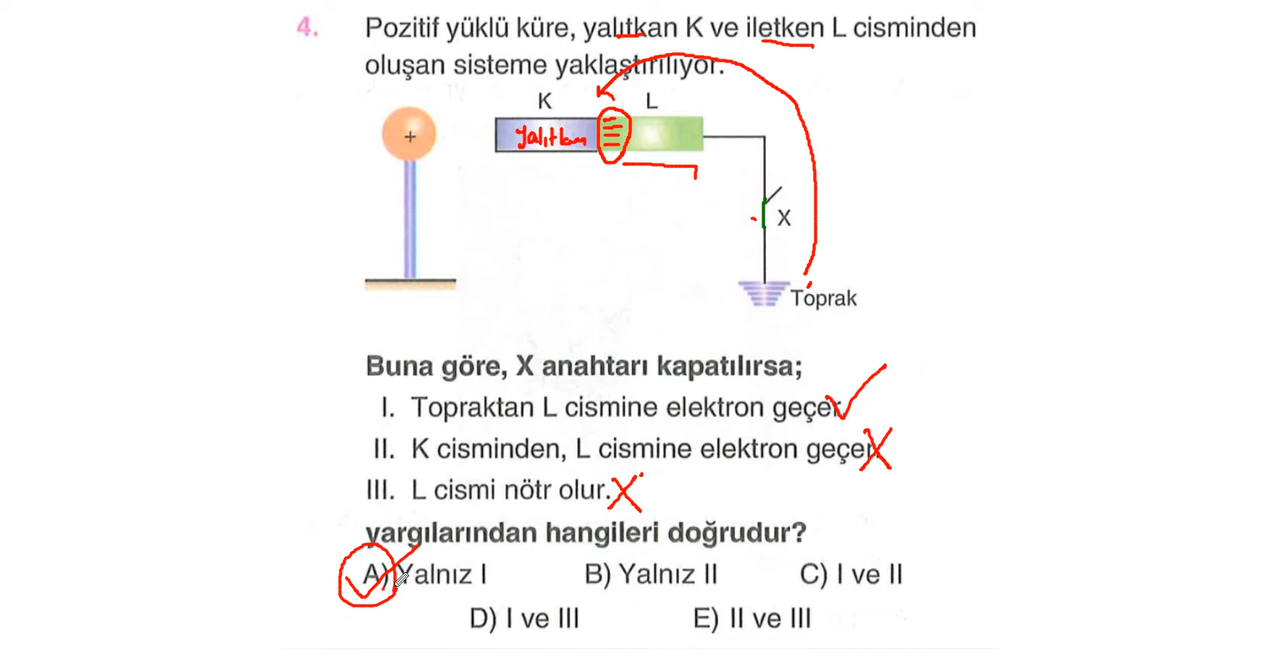 4. Pozitif yüklü küre, yalıtkan K ve iletken L cisminden
oluşan sisteme yaklaştırılıyor.
K L
+
Yalıtkan
X
Toprak
Buna göre, X anahtarı kapatılırsa;
I. Topraktan L cismine elektron geçer.
II. K cisminden, L cismine elektron geçer.
III. L cismi nötr olur.
yargılarından hangileri doğrudur?
A) Yalnız I B) Yalnız II C) I ve II
D) I ve III E) II ve III